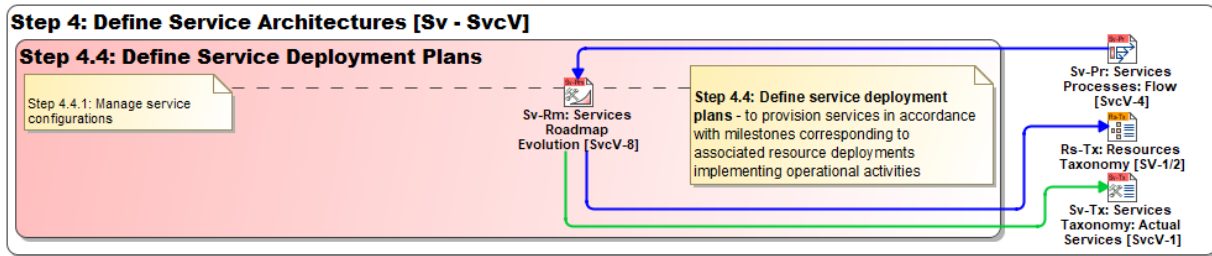 Step 4: Define Service Architectures [Sv - SvcV]
Step 4.4: Define Service Deployment Plans
Step 4.4.1: Manage service
configurations
Sv-Rm
Sv-Rm: Services
Roadmap
Evolution [SvcV-8]
Step 4.4: Define service deployment
plans - to provision services in accordance
with milestones corresponding to
associated resource deployments
implementing operational activities
Sv-Pr
Sv-Pr: Services
Processes: Flow
[SvcV-4]
Rs-Tx
Rs-Tx: Resources
Taxonomy [SV-1/2]
Sv-Tx
Sv-Tx: Services
Taxonomy: Actual
Services [SvcV-1]